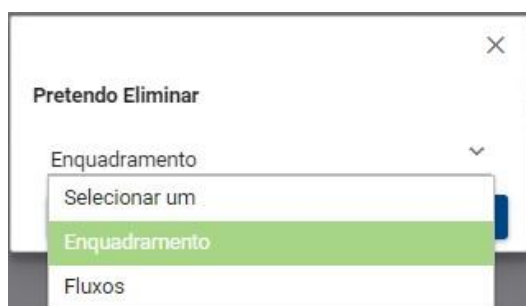 Pretendo Eliminar
Enquadramento
Selecionar um
Enquadramento
Fluxos